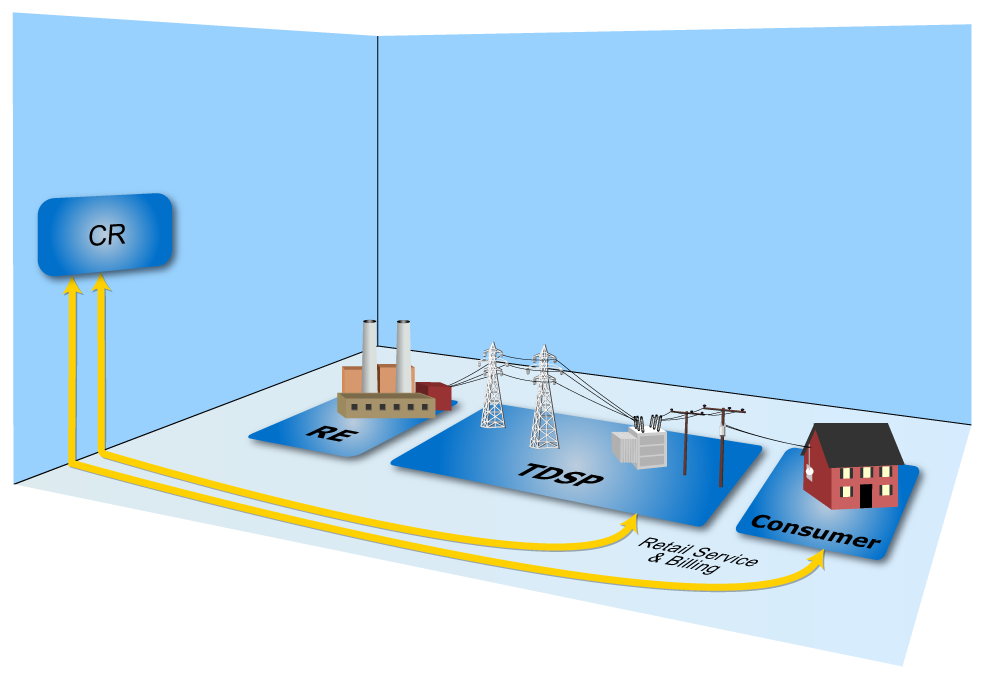 CR
RE
TDSP
Consumer
Retail Service
& Billing